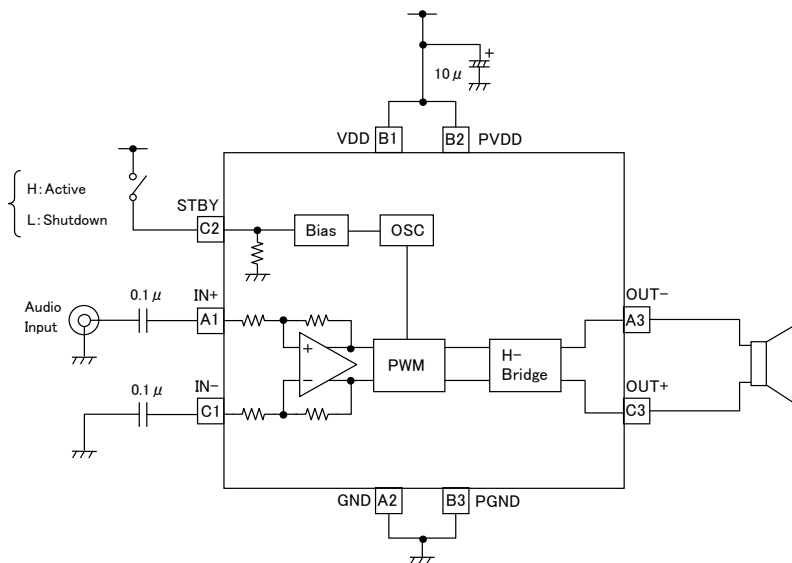 +
10μ
VDD
B1
B2
PVDD
H:Active
L:Shutdown
STBY
C2
Bias
OSC
Audio
Input
0.1μ
IN+
A1
+
-
PWM
H-
Bridge
OUT-
A3
0.1μ
IN-
C1
OUT+
C3
GND
A2
B3
PGND